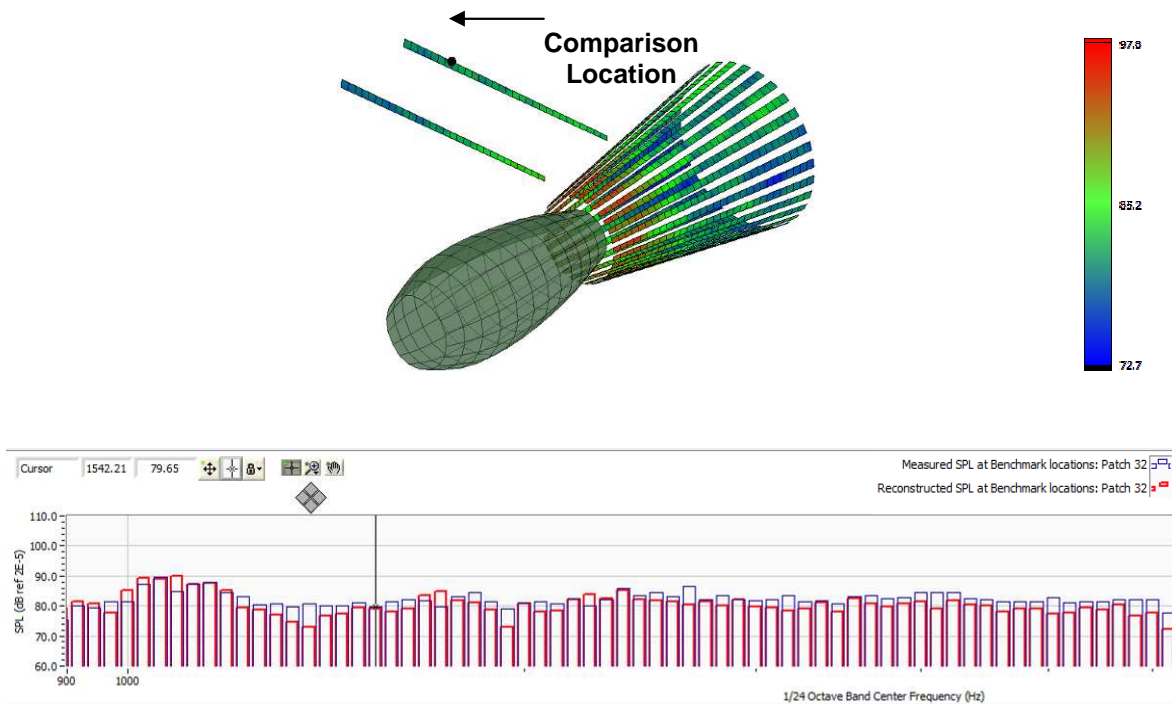 Comparison
Location
97.8
85.2
72.7
Cursor 1542.21 79.65
Measured SPL at Benchmark locations: Patch 32
Reconstructed SPL at Benchmark locations: Patch 32
110.0
100.0
90.0
80.0
70.0
60.0
SPL (dB ref 2E-5)
900 1000
1/24 Octave Band Center Frequency (Hz)